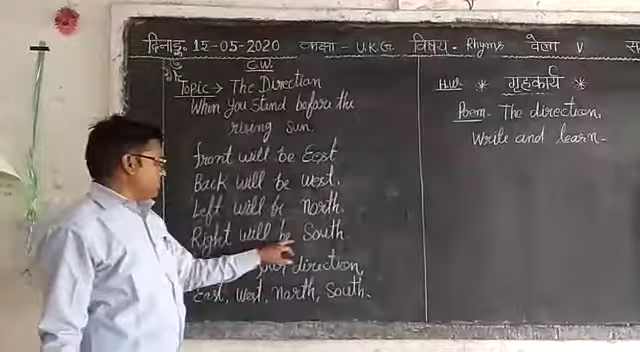 दिनाङ्क 12-05-2020 कक्षा - U.K.G. विषय - Rhyms वेला V
C.W.
Topic → The Direction
When you stand before the
rising sun.
front will be East
Back will be west.
Left will be North.
Right will be South
direction,
East, West, North, South.
H.W. * गृहकार्य *
Poem - The direction,
Write and learn -